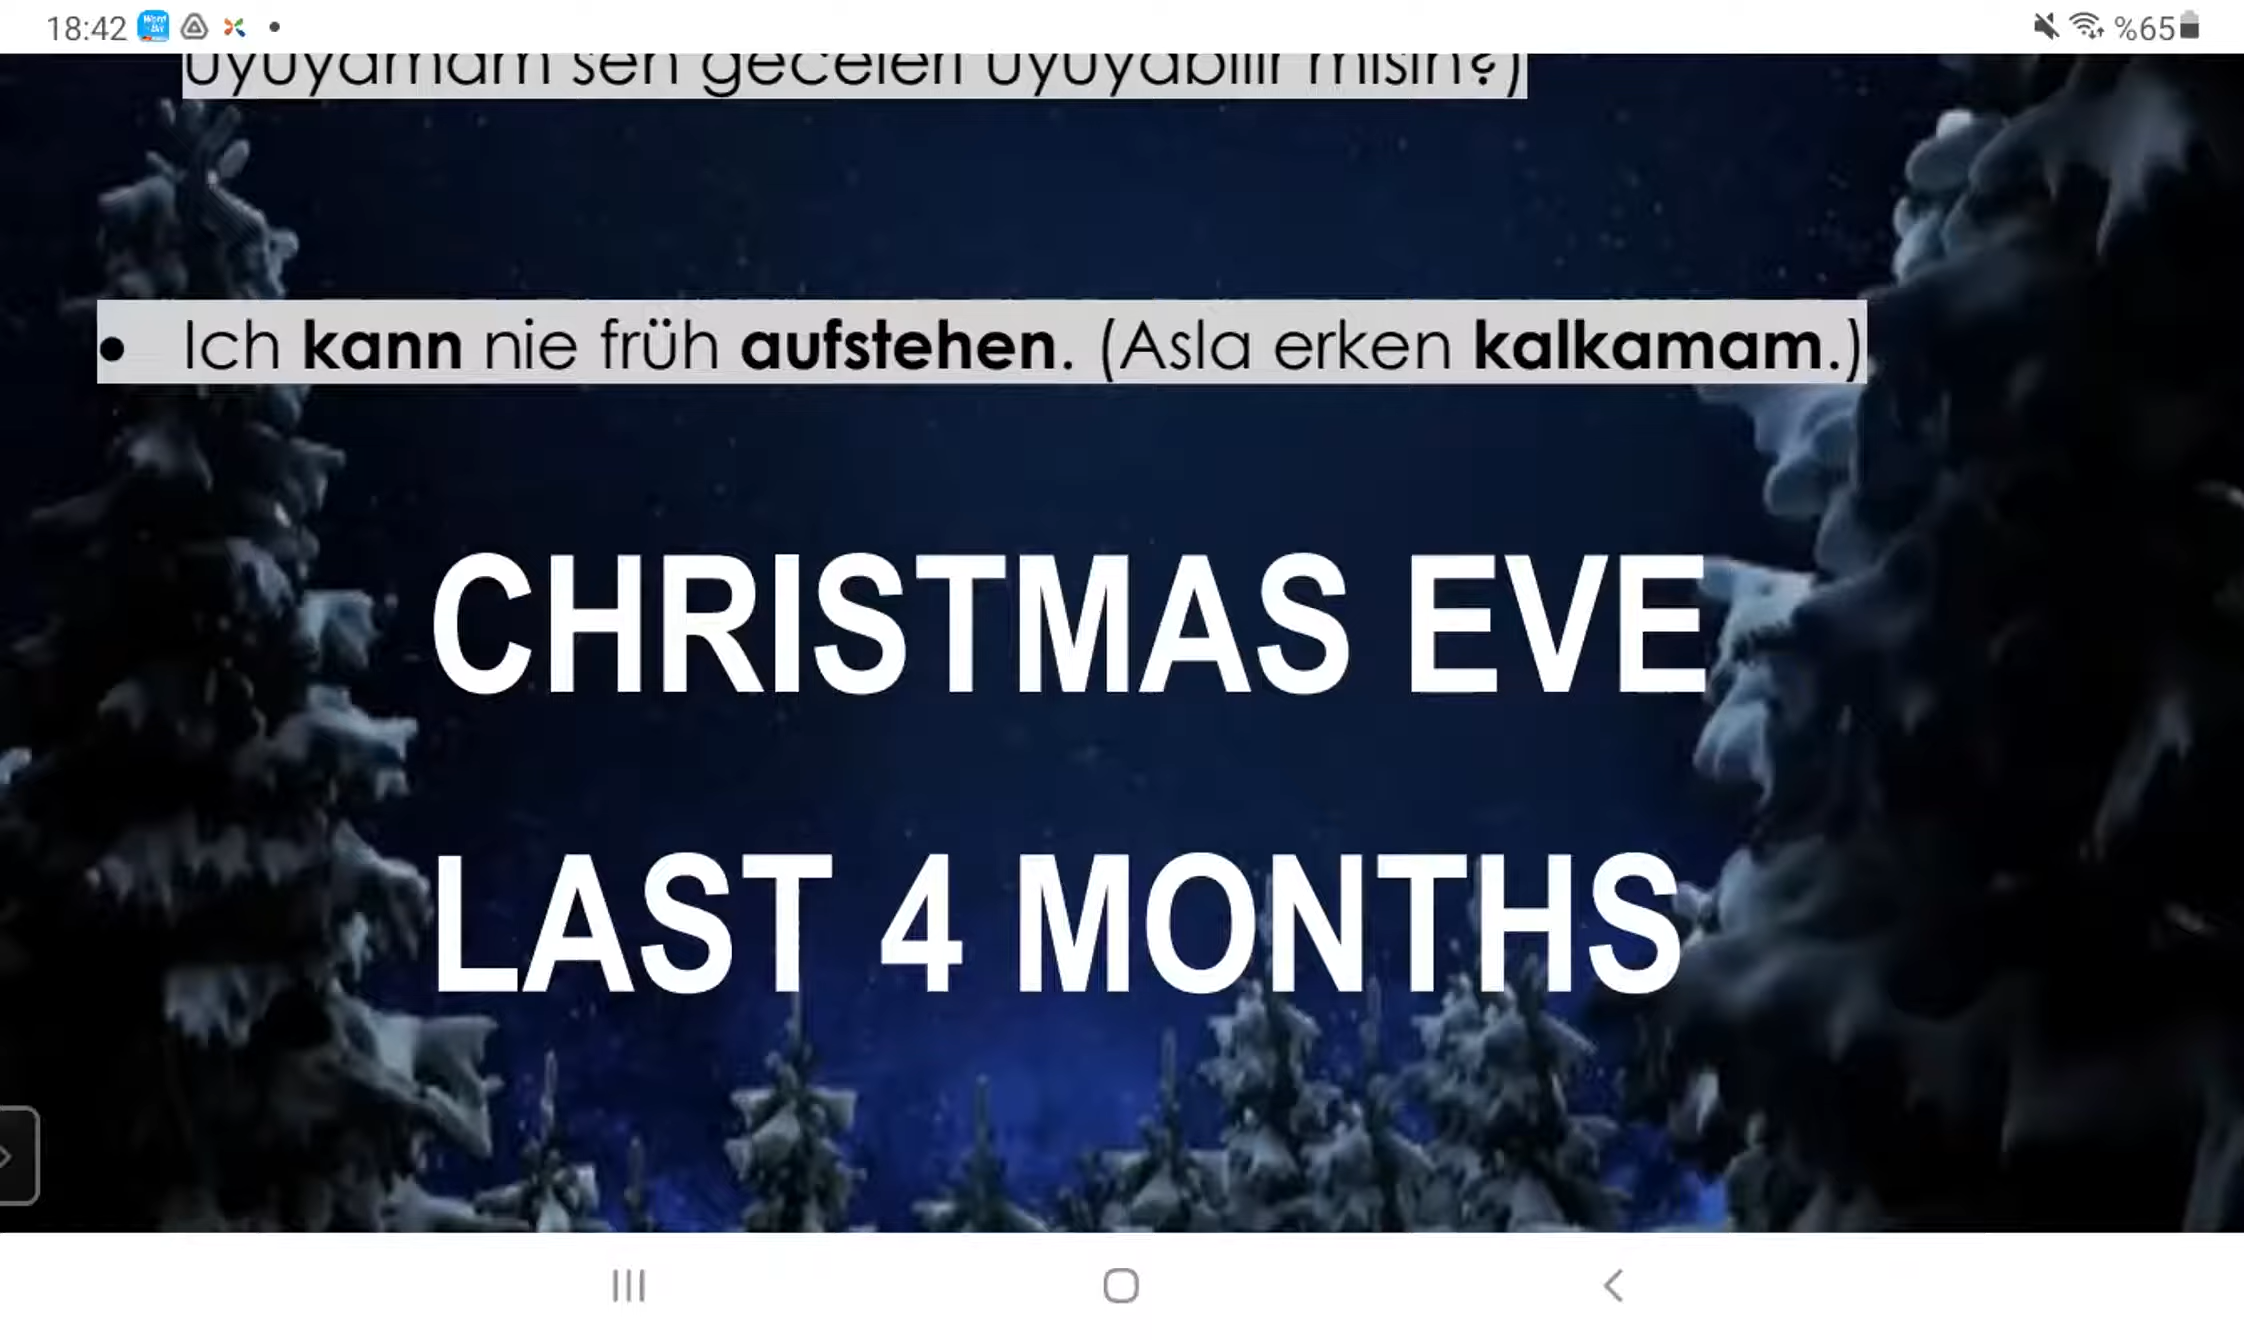 18:42 %65
uyuyamam sen geceleri uyuyabilir misin?)
• Ich kann nie früh aufstehen. (Asla erken kalkamam.)
CHRISTMAS EVE
LAST 4 MONTHS